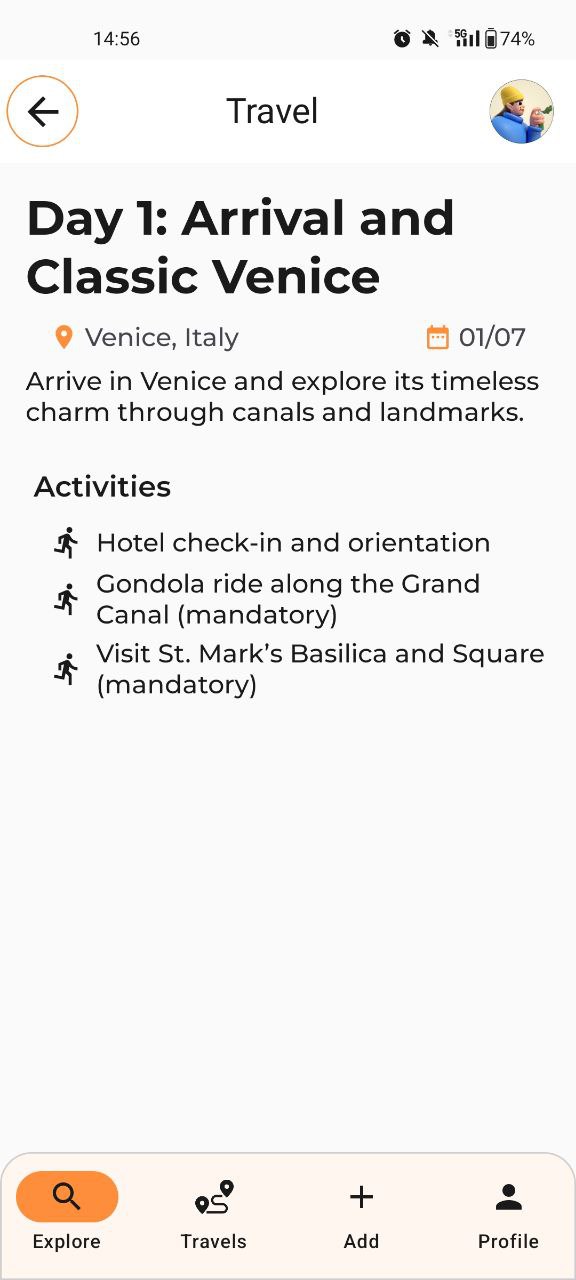 14:56
5G 74%
Travel
Day 1: Arrival and
Classic Venice
Venice, Italy 01/07
Arrive in Venice and explore its timeless
charm through canals and landmarks.
Activities
Hotel check-in and orientation
Gondola ride along the Grand
Canal (mandatory)
Visit St. Mark’s Basilica and Square
(mandatory)
Explore Travels Add Profile